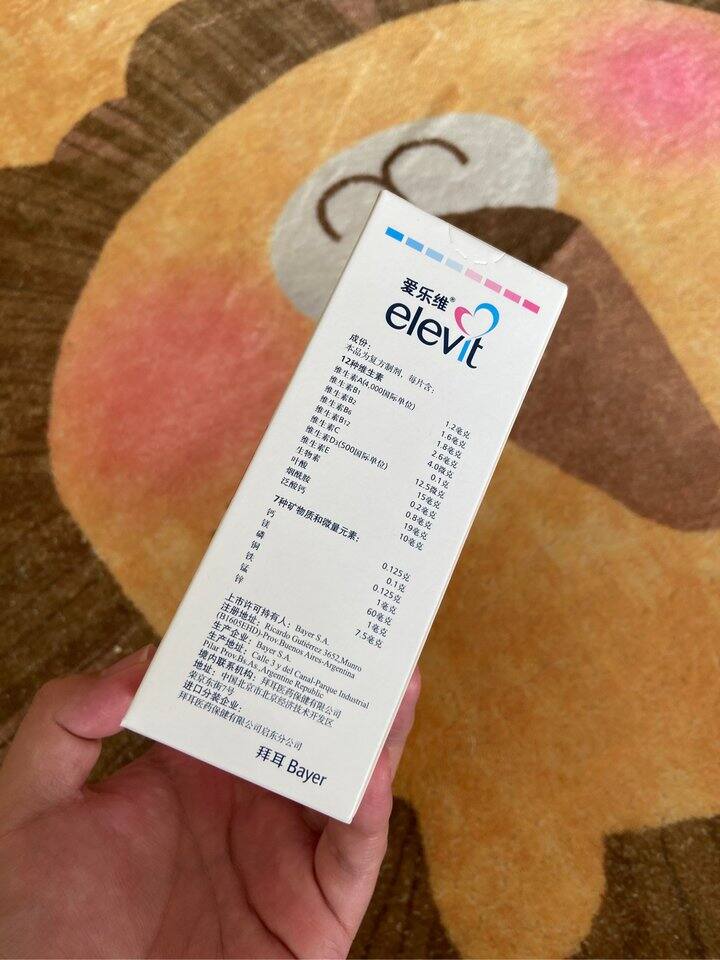 爱乐维®
elevit
成份：
本品为复方制剂，每片含：
12种维生素
维生素A(4,000国际单位) 1.2毫克
维生素B1 1.6毫克
维生素B2 1.8毫克
维生素B6 2.6毫克
维生素B12 4.0微克
维生素C 0.1克
维生素D3(500国际单位) 12.5微克
维生素E 15毫克
生物素 0.2毫克
叶酸 0.8毫克
烟酰胺 19毫克
泛酸钙 10毫克
7种矿物质和微量元素：
钙 0.125克
镁 0.1克
磷 0.125克
铜 1毫克
铁 60毫克
锰 1毫克
锌 7.5毫克
上市许可持有人：Bayer S.A.
注册地址：Ricardo Gutiérrez 3652,Munro
(B1605EHD)-Prov.Buenos Aires-Argentina
生产企业：Bayer S.A.
生产地址：Calle 3 y del Canal-Parque Industrial
Pilar Prov.Bs.As.,Argentine Republic
境内联系机构：拜耳医药保健有限公司
地址：中国北京市北京经济技术开发区
荣京东街7号
进口分装企业：
拜耳医药保健有限公司启东分公司
拜耳 Bayer